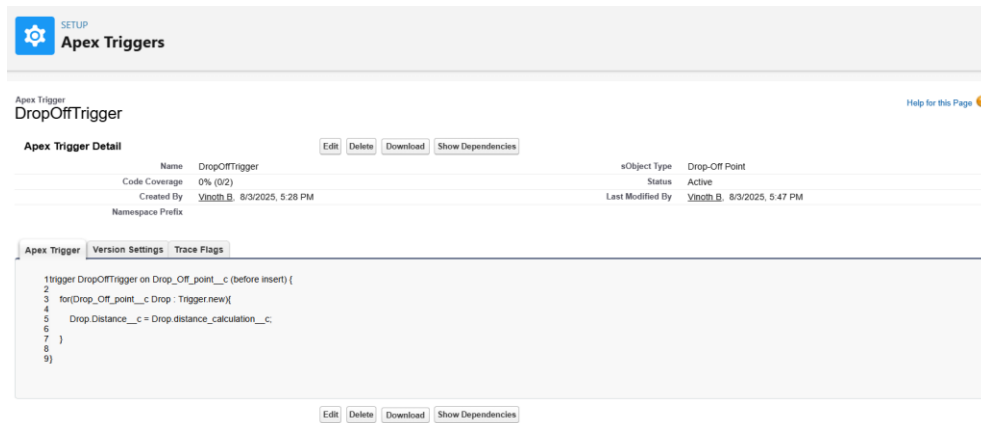 SETUP
Apex Triggers
Apex Trigger
DropOffTrigger
Help for this Page
Apex Trigger Detail
Edit Delete Download Show Dependencies
Name DropOffTrigger sObject Type Drop-Off Point
Code Coverage 0% (0/2) Status Active
Created By Vinoth B, 8/3/2025, 5:28 PM Last Modified By Vinoth B, 8/3/2025, 5:47 PM
Namespace Prefix
Apex Trigger Version Settings Trace Flags
1trigger DropOffTrigger on Drop_Off_point__c (before insert) {
2
3 for(Drop_Off_point__c Drop : Trigger.new){
4
5 Drop.Distance__c = Drop.distance_calculation__c;
6
7 }
8
9}
Edit Delete Download Show Dependencies